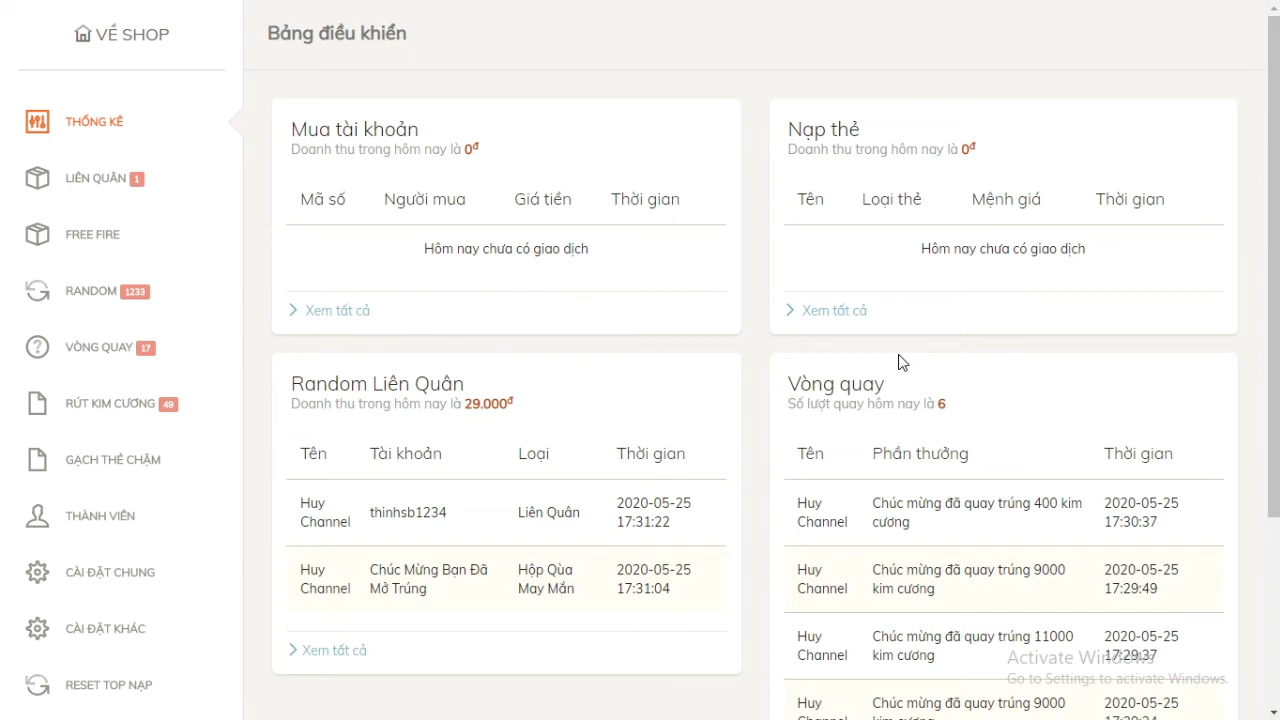 VỀ SHOP
THỐNG KÊ
LIÊN QUÂN 1
FREE FIRE
RANDOM 1233
VÒNG QUAY 17
RÚT KIM CƯƠNG 49
GẠCH THẺ CHẬM
THÀNH VIÊN
CÀI ĐẶT CHUNG
CÀI ĐẶT KHÁC
RESET TOP NẠP
Bảng điều khiển
Mua tài khoản
Doanh thu trong hôm nay là 0đ
Mã số Người mua Giá tiền Thời gian
Hôm nay chưa có giao dịch
Xem tất cả
Nạp thẻ
Doanh thu trong hôm nay là 0đ
Tên Loại thẻ Mệnh giá Thời gian
Hôm nay chưa có giao dịch
Xem tất cả
Random Liên Quân
Doanh thu trong hôm nay là 29.000đ
Tên Tài khoản Loại Thời gian
Huy Channel thinhsb1234 Liên Quân 2020-05-25 17:31:22
Huy Channel Chúc Mừng Bạn Đã Mở Trúng Hộp Qùa May Mắn 2020-05-25 17:31:04
Xem tất cả
Vòng quay
Số lượt quay hôm nay là 6
Tên Phần thưởng Thời gian
Huy Channel Chúc mừng đã quay trúng 400 kim cương 2020-05-25 17:30:37
Huy Channel Chúc mừng đã quay trúng 9000 kim cương 2020-05-25 17:29:49
Huy Channel Chúc mừng đã quay trúng 11000 kim cương 2020-05-25 17:29:37
Huy Chúc mừng đã quay trúng 9000 2020-05-25
Activate Windows
Go to Settings to activate Windows.